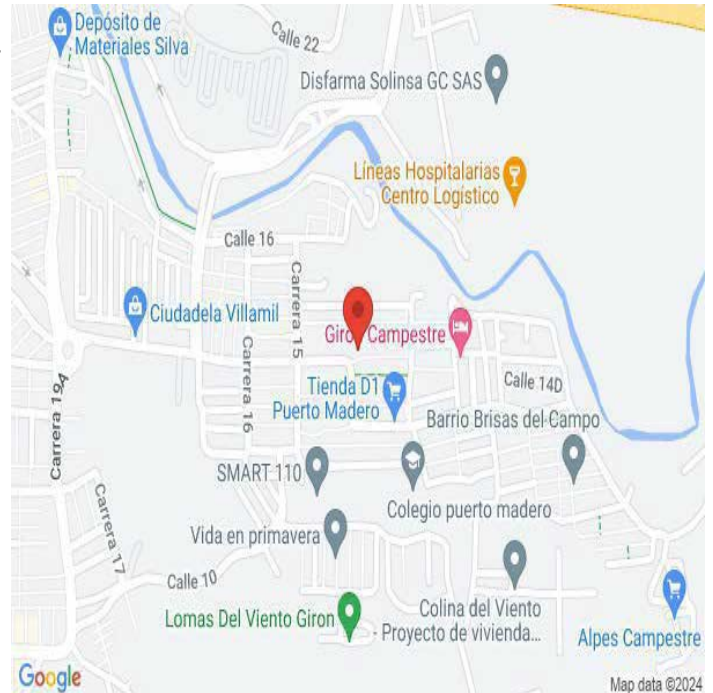 Depósito de
Materiales Silva
Calle 22
Disfarma Solinsa GC SAS
Líneas Hospitalarias
Centro Logístico
Calle 16
Carrera 15
Ciudadela Villamil
Campestre
Carrera 19A
Carrera 16
Tienda D1
Puerto Madero
Calle 14D
Barrio Brisas del Campo
SMART 110
Colegio puerto madero
Carrera 17
Vida en primavera
Calle 10
Lomas Del Viento Giron
Colina del Viento
- Proyecto de vivienda...
Alpes Campestre
Google
Map data ©2024